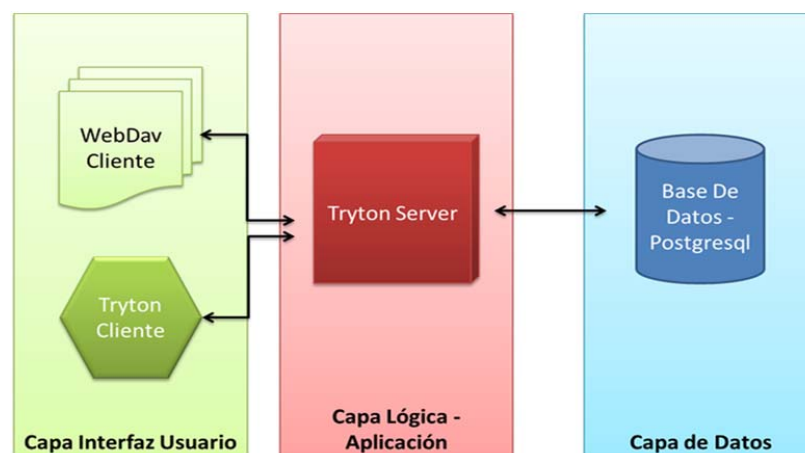 WebDav
Cliente
Tryton
Cliente
Capa Interfaz Usuario
Tryton Server
Capa Lógica -
Aplicación
Base De
Datos -
Postgresql
Capa de Datos